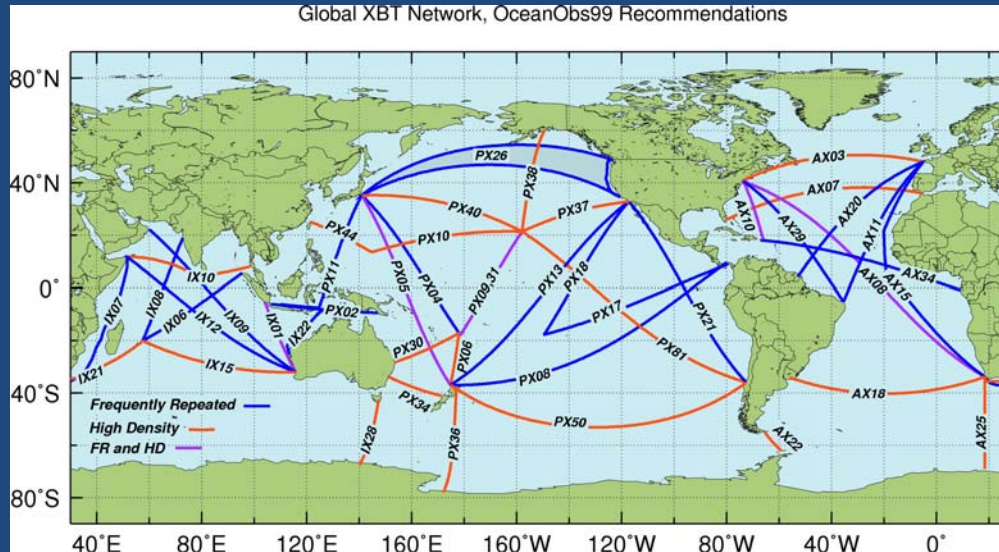 Global XBT Network, OceanObs99 Recommendations
80°N
40°N
0°
40°S
80°S
PX26
PX38
AX03
AX07
PX40
PX37
AX10
AX20
AX29
AX11
PX44
PX10
IX10
PX11
PX05
PX04
PX09,31
PX13
PX18
AX08
AX15
AX34
IX07
IX08
IX06
IX12
IX09
IX01
IX22
PX02
PX17
PX21
IX21
IX15
PX30
PX06
PX08
PX81
PX34
PX50
AX18
IX28
PX36
AX22
AX25
Frequently Repeated
High Density
FR and HD
40°E 80°E 120°E 160°E 160°W 120°W 80°W 40°W 0°